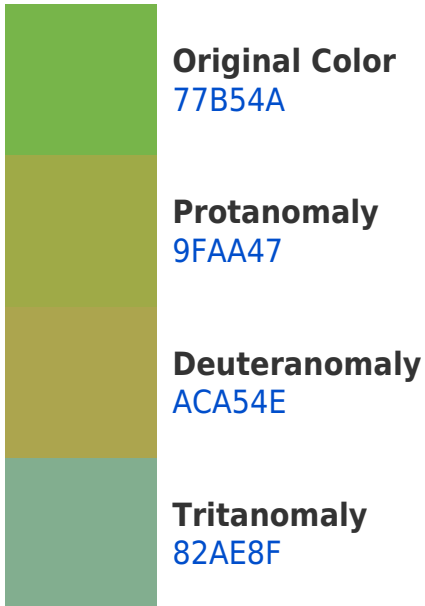 Original Color
77B54A
Protanomaly
9FAA47
Deuteranomaly
ACA54E
Tritanomaly
82AE8F